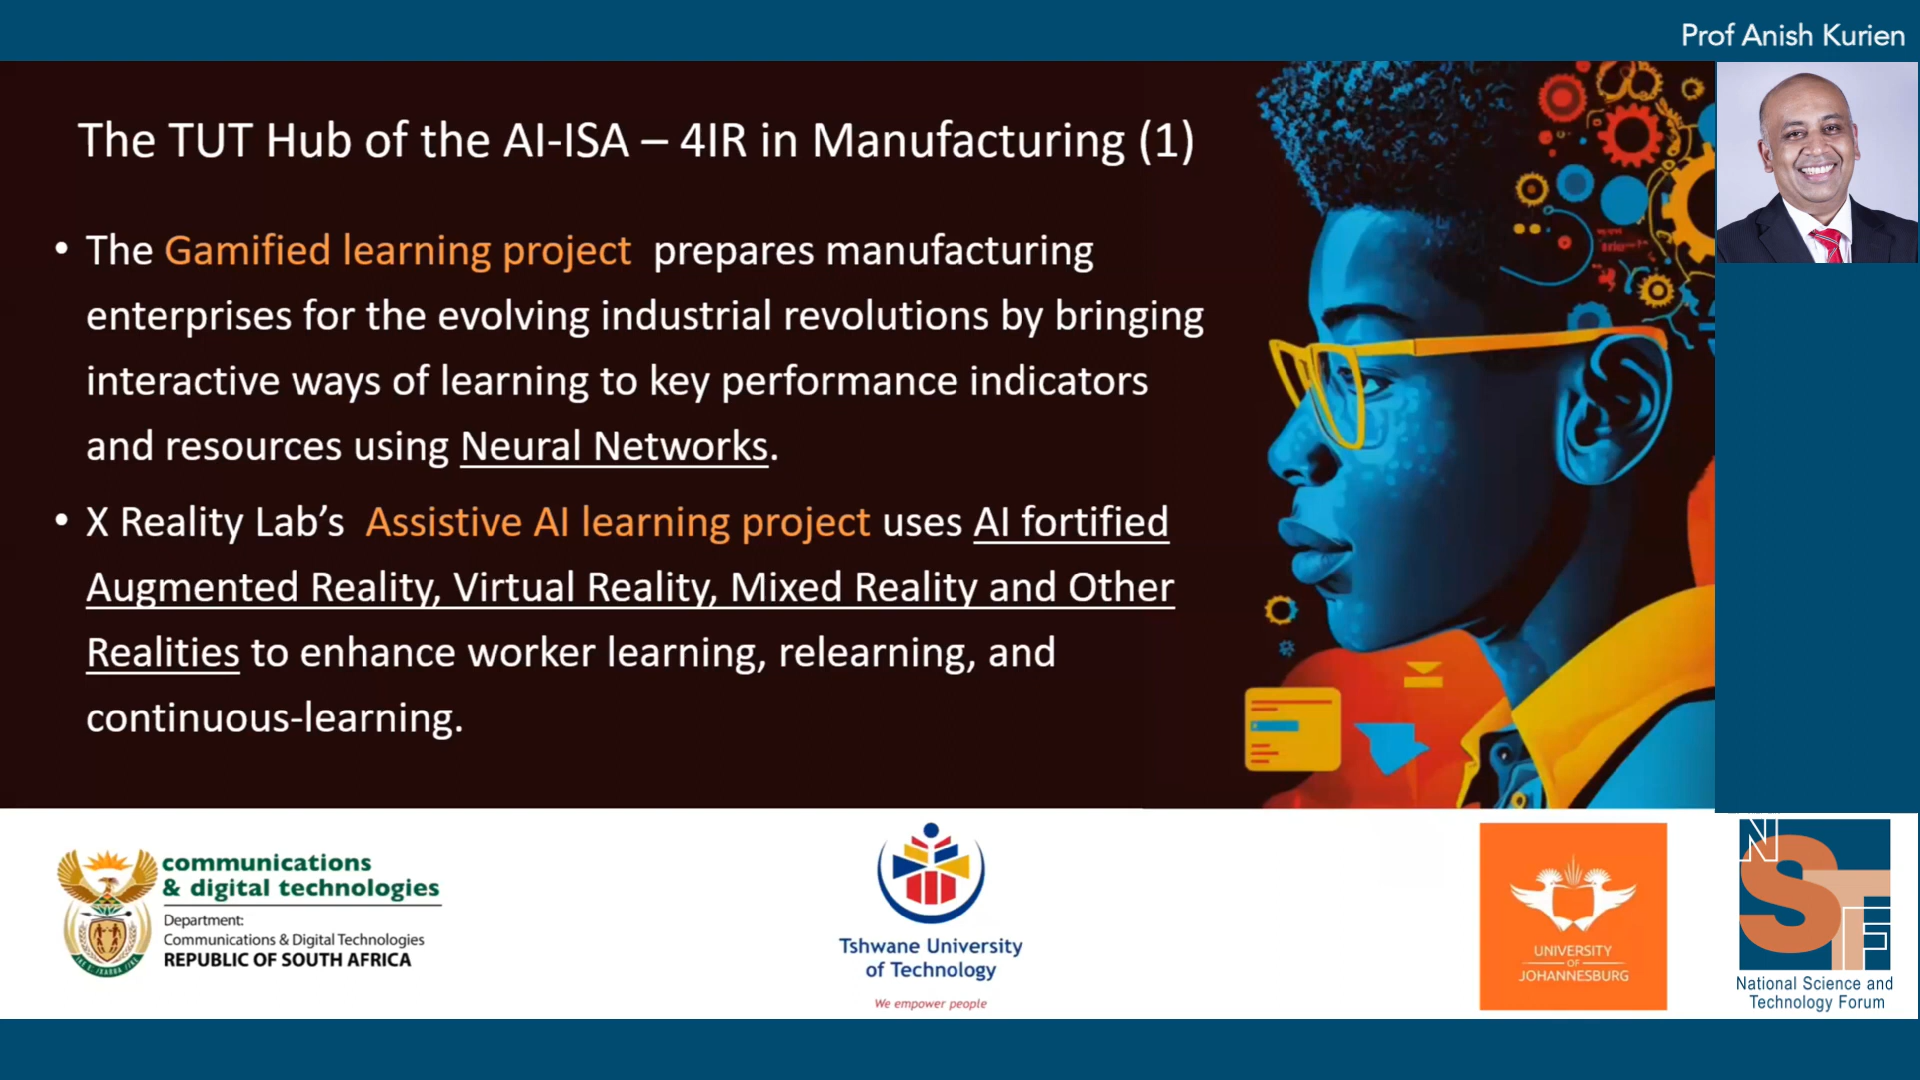 Prof Anish Kurien
The TUT Hub of the AI-ISA – 4IR in Manufacturing (1)
• The Gamified learning project prepares manufacturing
enterprises for the evolving industrial revolutions by bringing
interactive ways of learning to key performance indicators
and resources using Neural Networks.
• X Reality Lab’s Assistive AI learning project uses AI fortified
Augmented Reality, Virtual Reality, Mixed Reality and Other
Realities to enhance worker learning, relearning, and
continuous-learning.
communications
& digital technologies
Department:
Communications & Digital Technologies
REPUBLIC OF SOUTH AFRICA
Tshwane University
of Technology
We empower people
UNIVERSITY
OF
JOHANNESBURG
NSTF
National Science and
Technology Forum